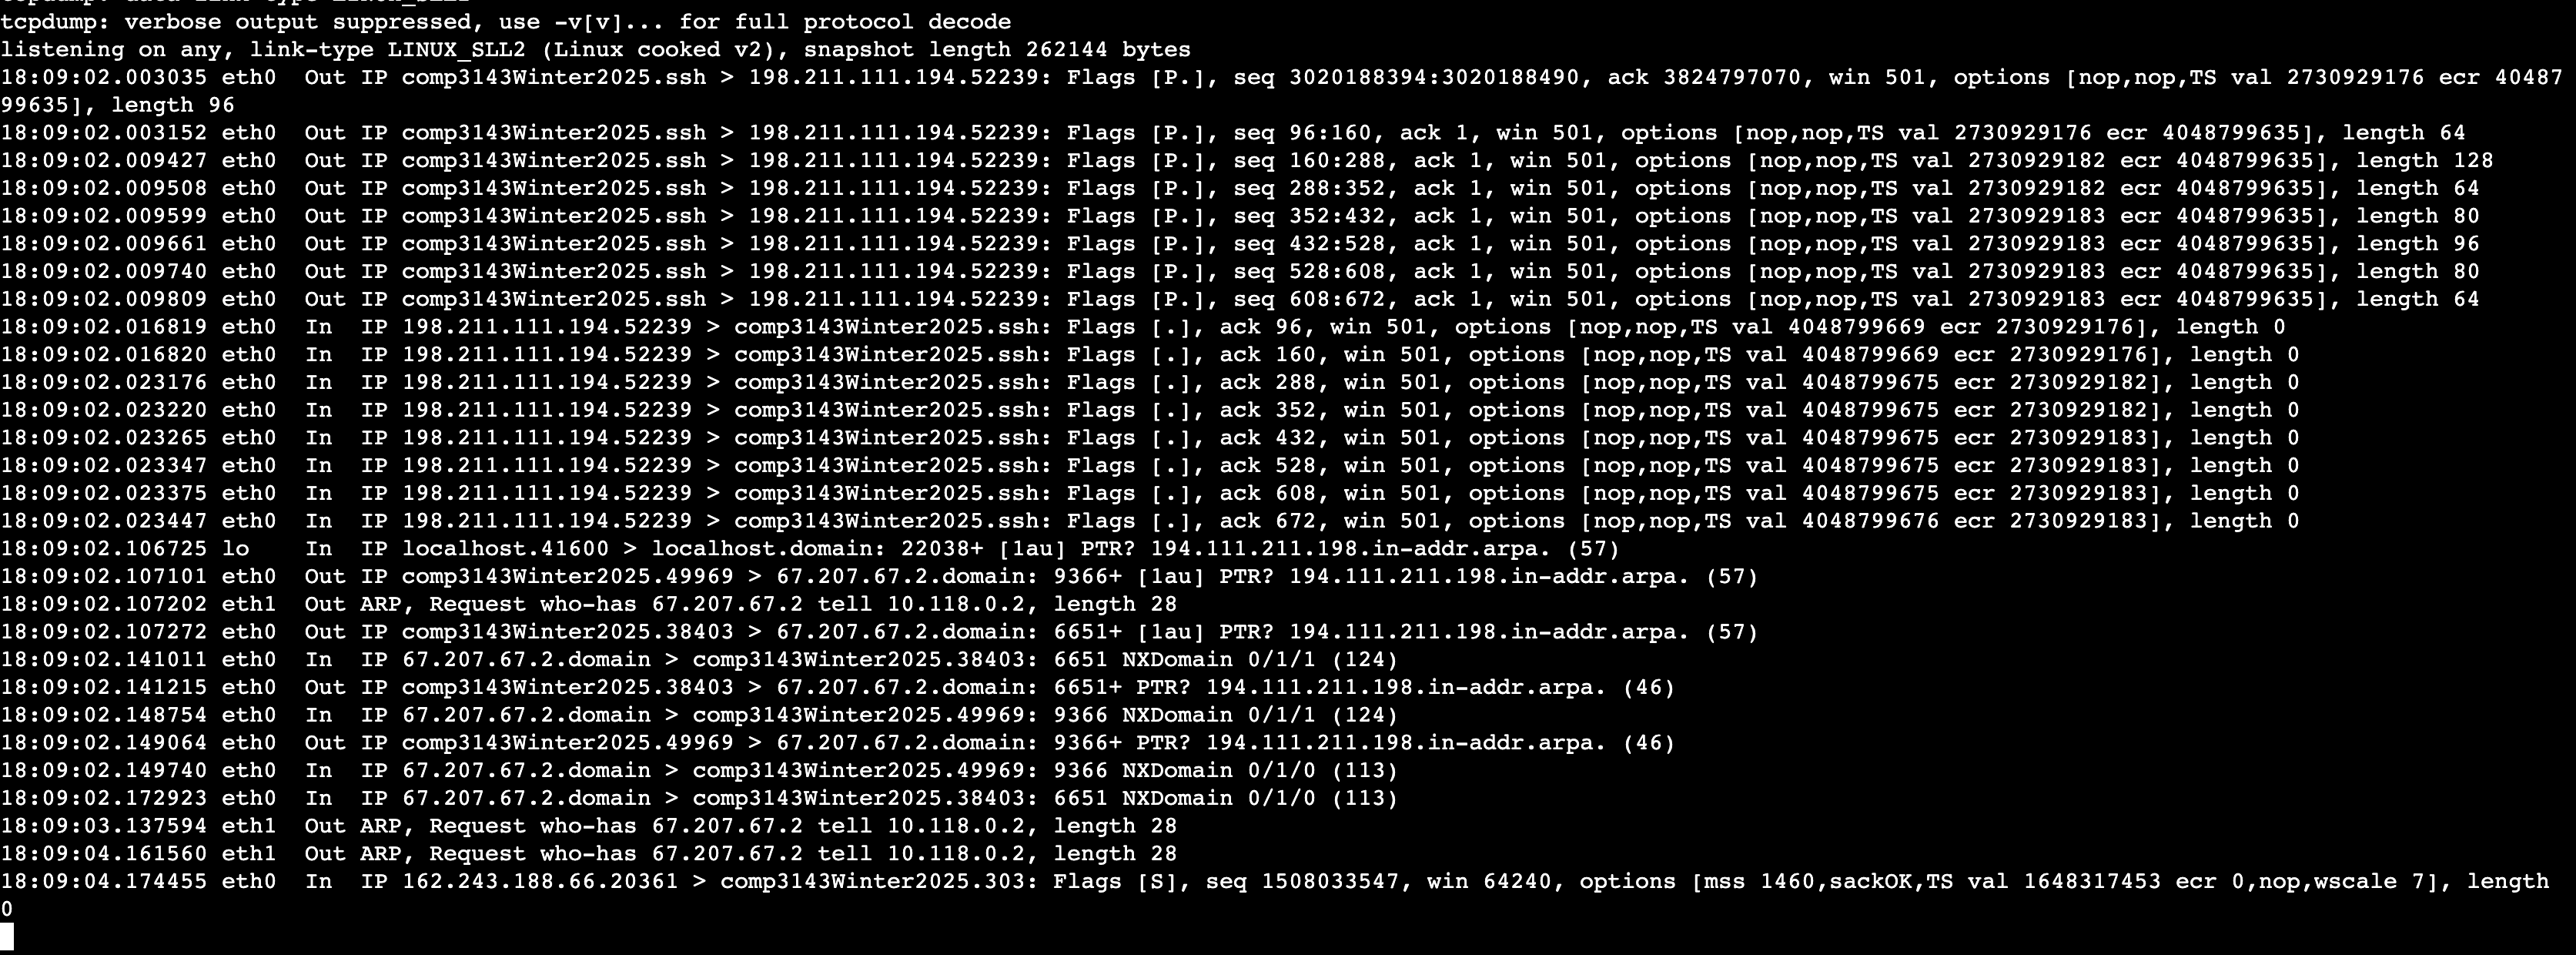 tcpdump: data link type LINUX_SLL2
tcpdump: verbose output suppressed, use -v[v]... for full protocol decode
listening on any, link-type LINUX_SLL2 (Linux cooked v2), snapshot length 262144 bytes
18:09:02.003035 eth0  Out IP comp3143Winter2025.ssh > 198.211.111.194.52239: Flags [P.], seq 3020188394:3020188490, ack 3824797070, win 501, options [nop,nop,TS val 2730929176 ecr 40487
99635], length 96
18:09:02.003152 eth0  Out IP comp3143Winter2025.ssh > 198.211.111.194.52239: Flags [P.], seq 96:160, ack 1, win 501, options [nop,nop,TS val 2730929176 ecr 4048799635], length 64
18:09:02.009427 eth0  Out IP comp3143Winter2025.ssh > 198.211.111.194.52239: Flags [P.], seq 160:288, ack 1, win 501, options [nop,nop,TS val 2730929182 ecr 4048799635], length 128
18:09:02.009508 eth0  Out IP comp3143Winter2025.ssh > 198.211.111.194.52239: Flags [P.], seq 288:352, ack 1, win 501, options [nop,nop,TS val 2730929182 ecr 4048799635], length 64
18:09:02.009599 eth0  Out IP comp3143Winter2025.ssh > 198.211.111.194.52239: Flags [P.], seq 352:432, ack 1, win 501, options [nop,nop,TS val 2730929183 ecr 4048799635], length 80
18:09:02.009661 eth0  Out IP comp3143Winter2025.ssh > 198.211.111.194.52239: Flags [P.], seq 432:528, ack 1, win 501, options [nop,nop,TS val 2730929183 ecr 4048799635], length 96
18:09:02.009740 eth0  Out IP comp3143Winter2025.ssh > 198.211.111.194.52239: Flags [P.], seq 528:608, ack 1, win 501, options [nop,nop,TS val 2730929183 ecr 4048799635], length 80
18:09:02.009809 eth0  Out IP comp3143Winter2025.ssh > 198.211.111.194.52239: Flags [P.], seq 608:672, ack 1, win 501, options [nop,nop,TS val 2730929183 ecr 4048799635], length 64
18:09:02.016819 eth0  In  IP 198.211.111.194.52239 > comp3143Winter2025.ssh: Flags [.], ack 96, win 501, options [nop,nop,TS val 4048799669 ecr 2730929176], length 0
18:09:02.016820 eth0  In  IP 198.211.111.194.52239 > comp3143Winter2025.ssh: Flags [.], ack 160, win 501, options [nop,nop,TS val 4048799669 ecr 2730929176], length 0
18:09:02.023176 eth0  In  IP 198.211.111.194.52239 > comp3143Winter2025.ssh: Flags [.], ack 288, win 501, options [nop,nop,TS val 4048799675 ecr 2730929182], length 0
18:09:02.023220 eth0  In  IP 198.211.111.194.52239 > comp3143Winter2025.ssh: Flags [.], ack 352, win 501, options [nop,nop,TS val 4048799675 ecr 2730929182], length 0
18:09:02.023265 eth0  In  IP 198.211.111.194.52239 > comp3143Winter2025.ssh: Flags [.], ack 432, win 501, options [nop,nop,TS val 4048799675 ecr 2730929183], length 0
18:09:02.023347 eth0  In  IP 198.211.111.194.52239 > comp3143Winter2025.ssh: Flags [.], ack 528, win 501, options [nop,nop,TS val 4048799675 ecr 2730929183], length 0
18:09:02.023375 eth0  In  IP 198.211.111.194.52239 > comp3143Winter2025.ssh: Flags [.], ack 608, win 501, options [nop,nop,TS val 4048799675 ecr 2730929183], length 0
18:09:02.023447 eth0  In  IP 198.211.111.194.52239 > comp3143Winter2025.ssh: Flags [.], ack 672, win 501, options [nop,nop,TS val 4048799676 ecr 2730929183], length 0
18:09:02.106725 lo    In  IP localhost.41600 > localhost.domain: 22038+ [1au] PTR? 194.111.211.198.in-addr.arpa. (57)
18:09:02.107101 eth0  Out IP comp3143Winter2025.49969 > 67.207.67.2.domain: 9366+ [1au] PTR? 194.111.211.198.in-addr.arpa. (57)
18:09:02.107202 eth1  Out ARP, Request who-has 67.207.67.2 tell 10.118.0.2, length 28
18:09:02.107272 eth0  Out IP comp3143Winter2025.38403 > 67.207.67.2.domain: 6651+ [1au] PTR? 194.111.211.198.in-addr.arpa. (57)
18:09:02.141011 eth0  In  IP 67.207.67.2.domain > comp3143Winter2025.38403: 6651 NXDomain 0/1/1 (124)
18:09:02.141215 eth0  Out IP comp3143Winter2025.38403 > 67.207.67.2.domain: 6651+ PTR? 194.111.211.198.in-addr.arpa. (46)
18:09:02.148754 eth0  In  IP 67.207.67.2.domain > comp3143Winter2025.49969: 9366 NXDomain 0/1/1 (124)
18:09:02.149064 eth0  Out IP comp3143Winter2025.49969 > 67.207.67.2.domain: 9366+ PTR? 194.111.211.198.in-addr.arpa. (46)
18:09:02.149740 eth0  In  IP 67.207.67.2.domain > comp3143Winter2025.49969: 9366 NXDomain 0/1/0 (113)
18:09:02.172923 eth0  In  IP 67.207.67.2.domain > comp3143Winter2025.38403: 6651 NXDomain 0/1/0 (113)
18:09:03.137594 eth1  Out ARP, Request who-has 67.207.67.2 tell 10.118.0.2, length 28
18:09:04.161560 eth1  Out ARP, Request who-has 67.207.67.2 tell 10.118.0.2, length 28
18:09:04.174455 eth0  In  IP 162.243.188.66.20361 > comp3143Winter2025.303: Flags [S], seq 1508033547, win 64240, options [mss 1460,sackOK,TS val 1648317453 ecr 0,nop,wscale 7], length
0